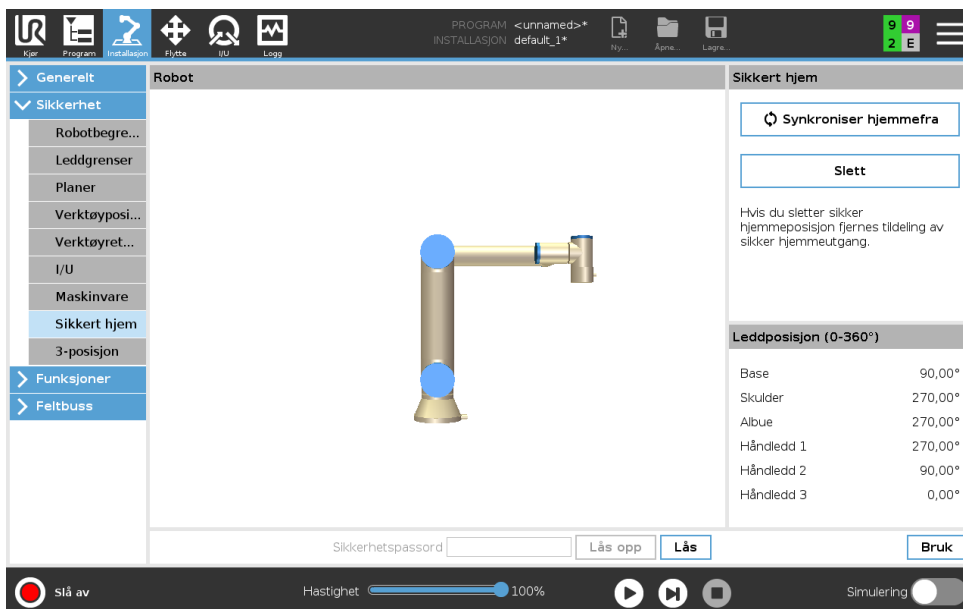 UR
PROGRAM <unnamed>*
INSTALLASJON default_1*
Kjør Program Installasjon Flytte I/U Logg
Ny... Åpne... Lagre...
9 9
2 E
Generelt
Sikkerhet
Robotbegre...
Leddgrenser
Planer
Verktøyposi...
Verktøyret...
I/U
Maskinvare
Sikkert hjem
3-posisjon
Funksjoner
Feltbuss
Robot
Sikkert hjem
Synkroniser hjemmefra
Slett
Hvis du sletter sikker
hjemmeposisjon fjernes tildeling av
sikker hjemmeutgang.
Leddposisjon (0-360°)
Base 90,00°
Skulder 270,00°
Albue 270,00°
Håndledd 1 270,00°
Håndledd 2 90,00°
Håndledd 3 0,00°
Sikkerhetspassord Lås opp Lås Bruk
Slå av Hastighet 100% Simulering